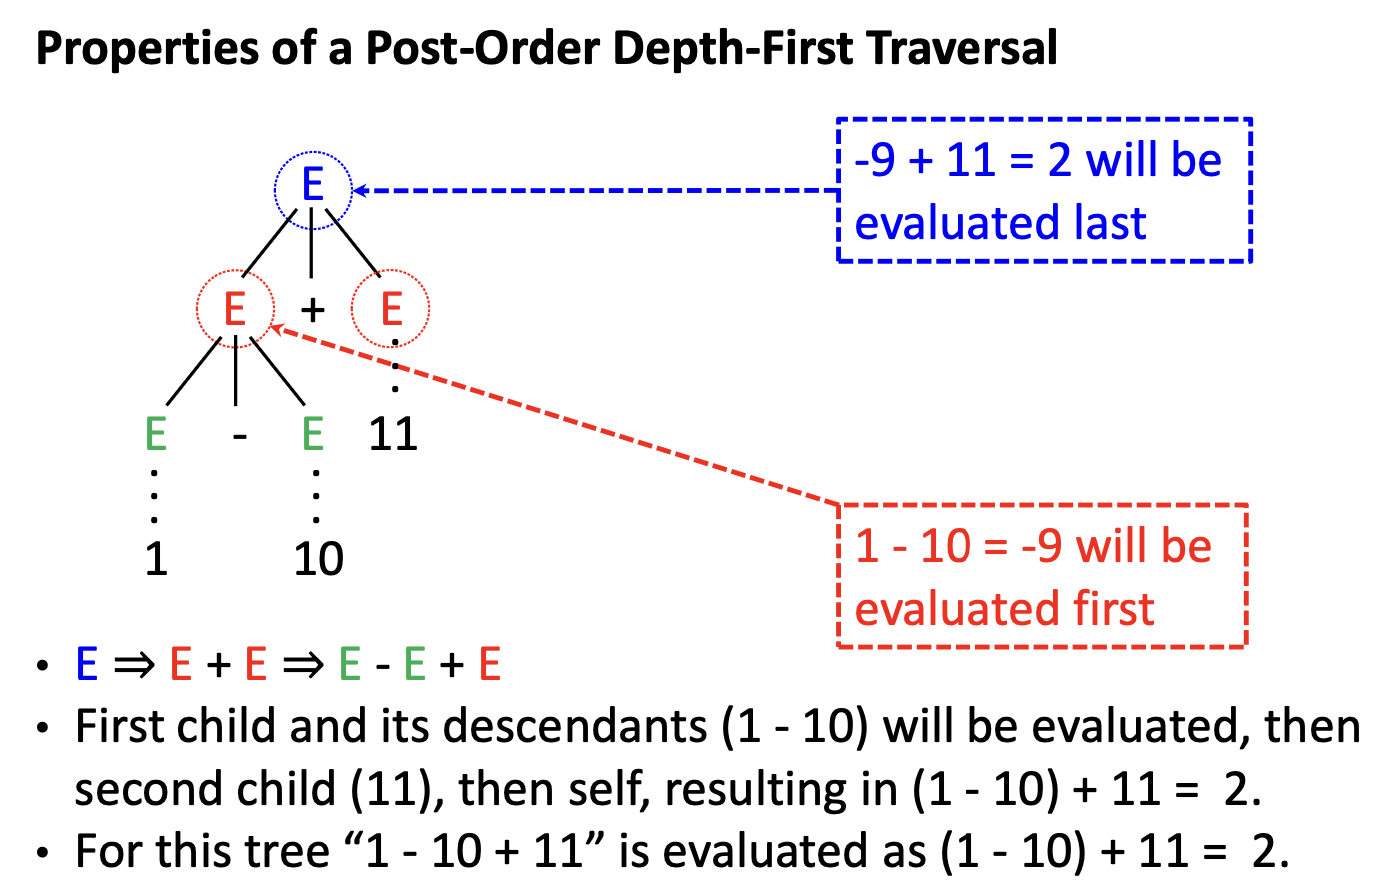 Properties of a Post-Order Depth-First Traversal
-9 + 11 = 2 will be
evaluated last
E
E + E
E - E 11
1 10
1 - 10 = -9 will be
evaluated first
• E ⇒ E + E ⇒ E - E + E
• First child and its descendants (1 - 10) will be evaluated, then
second child (11), then self, resulting in (1 - 10) + 11 = 2.
• For this tree “1 - 10 + 11” is evaluated as (1 - 10) + 11 = 2.